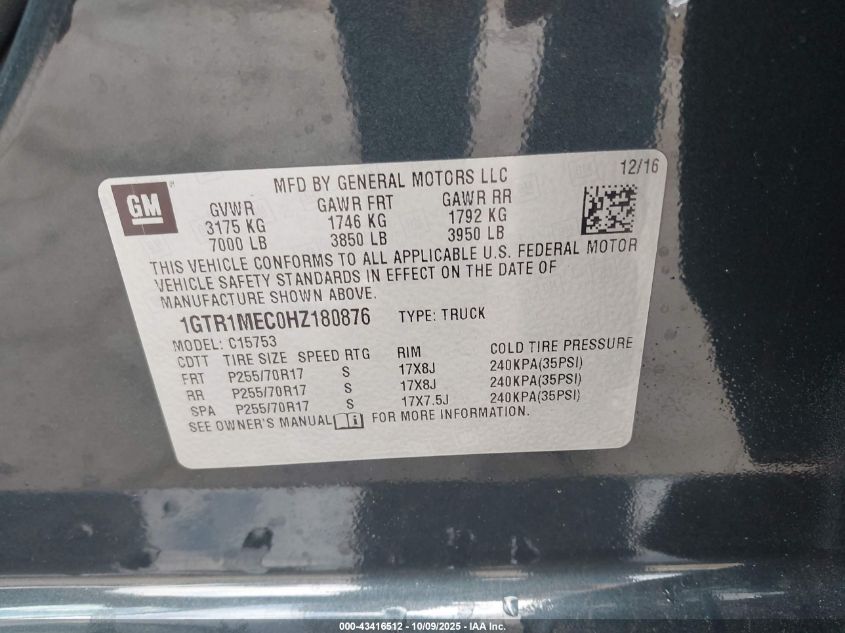 GM
MFD BY GENERAL MOTORS LLC
12/16
GVWR GAWR FRT GAWR RR
3175 KG 1746 KG 1792 KG
7000 LB 3850 LB 3950 LB
THIS VEHICLE CONFORMS TO ALL APPLICABLE U.S. FEDERAL MOTOR
VEHICLE SAFETY STANDARDS IN EFFECT ON THE DATE OF
MANUFACTURE SHOWN ABOVE.
1GTR1MEC0HZ180876 TYPE: TRUCK
MODEL: C15753
CDTT TIRE SIZE SPEED RTG RIM COLD TIRE PRESSURE
FRT P255/70R17 S 17X8J 240KPA(35PSI)
RR P255/70R17 S 17X8J 240KPA(35PSI)
SPA P255/70R17 S 17X7.5J 240KPA(35PSI)
SEE OWNER'S MANUAL FOR MORE INFORMATION.
000-43416512 - 10/09/2025 - IAA Inc.